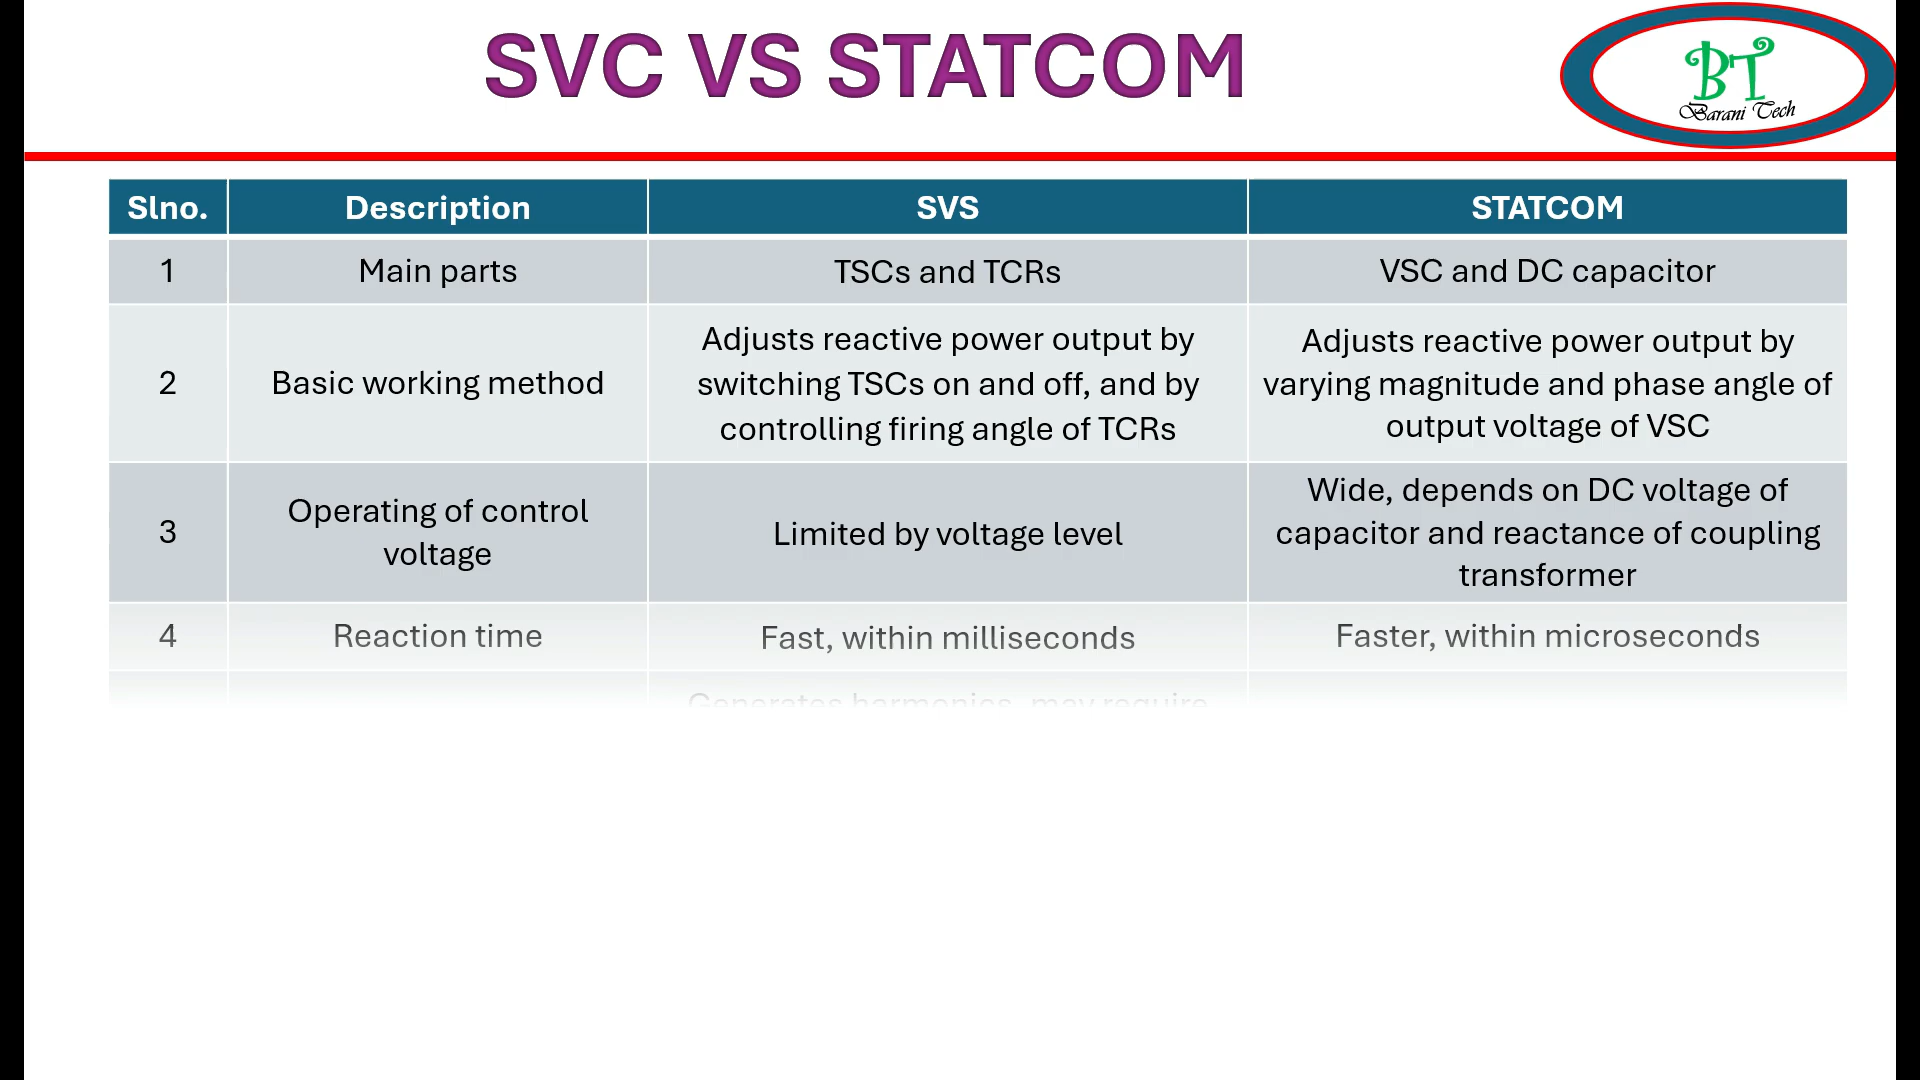 SVC VS STATCOM
BT
Barani Tech
Slno. Description SVS STATCOM
1 Main parts TSCs and TCRs VSC and DC capacitor
2 Basic working method
Adjusts reactive power output by
switching TSCs on and off, and by
controlling firing angle of TCRs
Adjusts reactive power output by
varying magnitude and phase angle of
output voltage of VSC
3
Operating of control
voltage
Limited by voltage level
Wide, depends on DC voltage of
capacitor and reactance of coupling
transformer
4 Reaction time Fast, within milliseconds Faster, within microseconds
Generates harmonics, may require